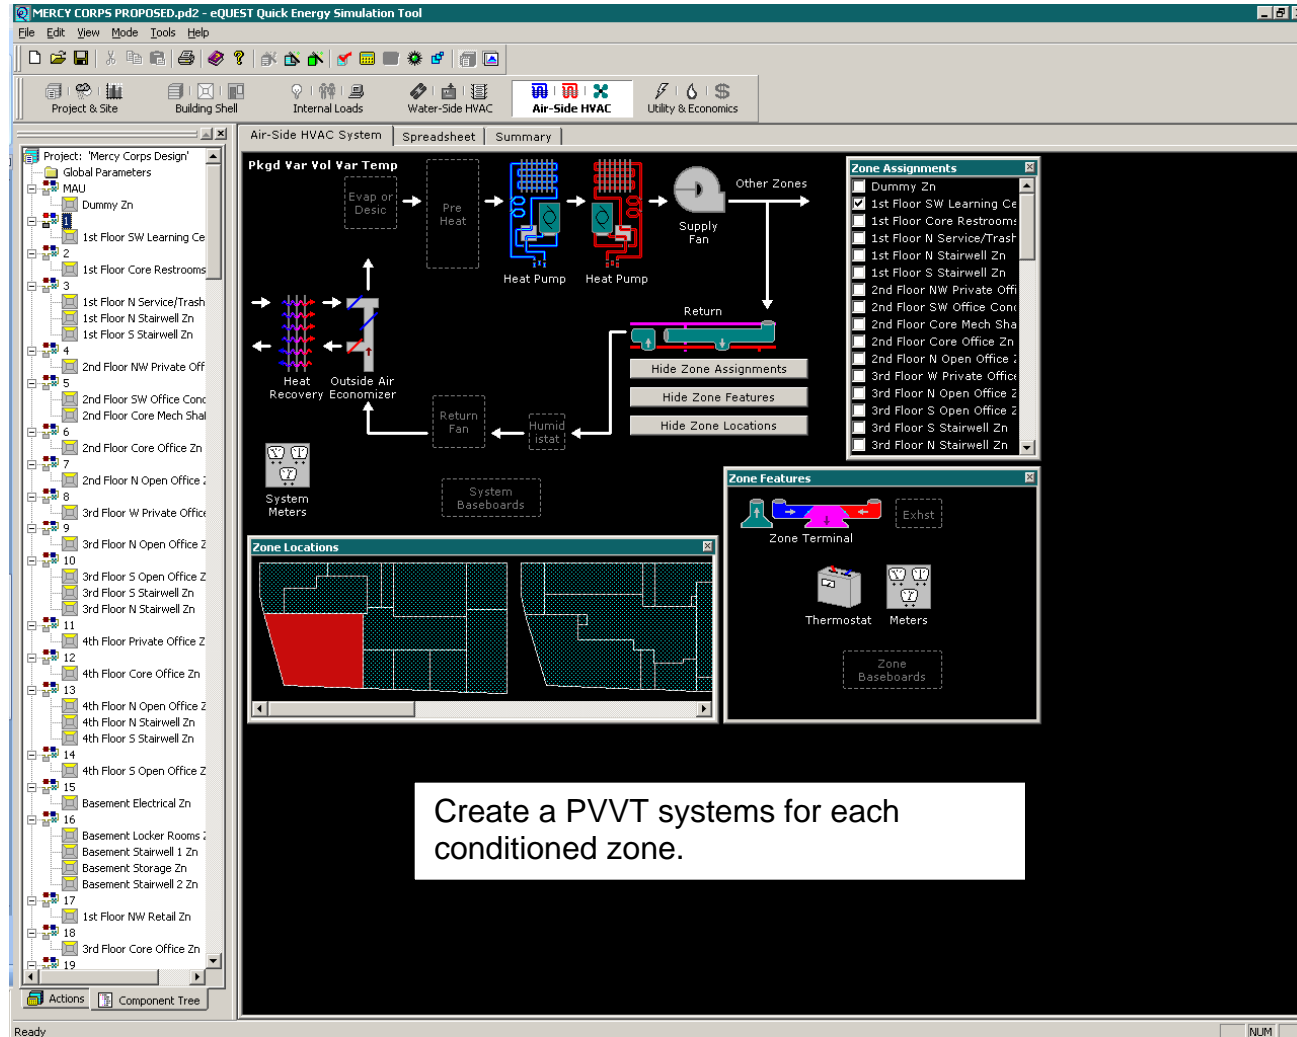 MERCY CORPS PROPOSED.pd2 - eQUEST Quick Energy Simulation Tool
File Edit View Mode Tools Help
Project & Site Building Shell Internal Loads Water-Side HVAC Air-Side HVAC Utility & Economics
Air-Side HVAC System Spreadsheet Summary
Project: 'Mercy Corps Design'
Global Parameters
MAU
Dummy Zn
1
1st Floor SW Learning Ce
2
1st Floor Core Restrooms
3
1st Floor N Service/Trash
1st Floor N Stairwell Zn
1st Floor S Stairwell Zn
4
2nd Floor NW Private Off
5
2nd Floor SW Office Conc
2nd Floor Core Mech Shal
6
2nd Floor Core Office Zn
7
2nd Floor N Open Office Z
8
3rd Floor W Private Office
9
3rd Floor N Open Office Z
10
3rd Floor S Open Office Z
3rd Floor S Stairwell Zn
3rd Floor N Stairwell Zn
11
4th Floor Private Office Z
12
4th Floor Core Office Zn
13
4th Floor N Open Office Z
4th Floor N Stairwell Zn
4th Floor S Stairwell Zn
14
4th Floor S Open Office Z
15
Basement Electrical Zn
16
Basement Locker Rooms Z
Basement Stairwell 1 Zn
Basement Storage Zn
Basement Stairwell 2 Zn
17
1st Floor NW Retail Zn
18
3rd Floor Core Office Zn
19
Actions Component Tree
Pkgd Var Vol Var Temp
Evap or
Desic
Pre
Heat
Heat Pump
Heat Pump
Supply
Fan
Other Zones
Return
Heat
Recovery
Outside Air
Economizer
Return
Fan
Humid
istat
System
Meters
System
Baseboards
Hide Zone Assignments
Hide Zone Features
Hide Zone Locations
Zone Assignments
Dummy Zn
1st Floor SW Learning Ce
1st Floor Core Restrooms
1st Floor N Service/Trash
1st Floor N Stairwell Zn
1st Floor S Stairwell Zn
2nd Floor NW Private Offi
2nd Floor SW Office Conc
2nd Floor Core Mech Sha
2nd Floor Core Office Zn
2nd Floor N Open Office Z
3rd Floor W Private Office
3rd Floor N Open Office Z
3rd Floor S Open Office Z
3rd Floor S Stairwell Zn
3rd Floor N Stairwell Zn
Zone Locations
Zone Features
Zone Terminal
Exhst
Thermostat
Meters
Zone
Baseboards
Create a PVVT systems for each
conditioned zone.
Ready
NUM